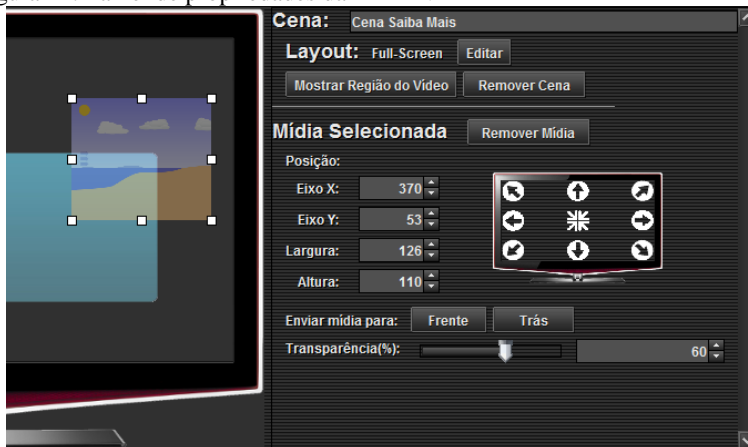 Cena: Cena Saiba Mais
Layout: Full-Screen Editar
Mostrar Região do Vídeo Remover Cena
Mídia Selecionada Remover Mídia
Posição:
Eixo X: 370
Eixo Y: 53
Largura: 126
Altura: 110
Enviar mídia para: Frente Trás
Transparência(%): 60